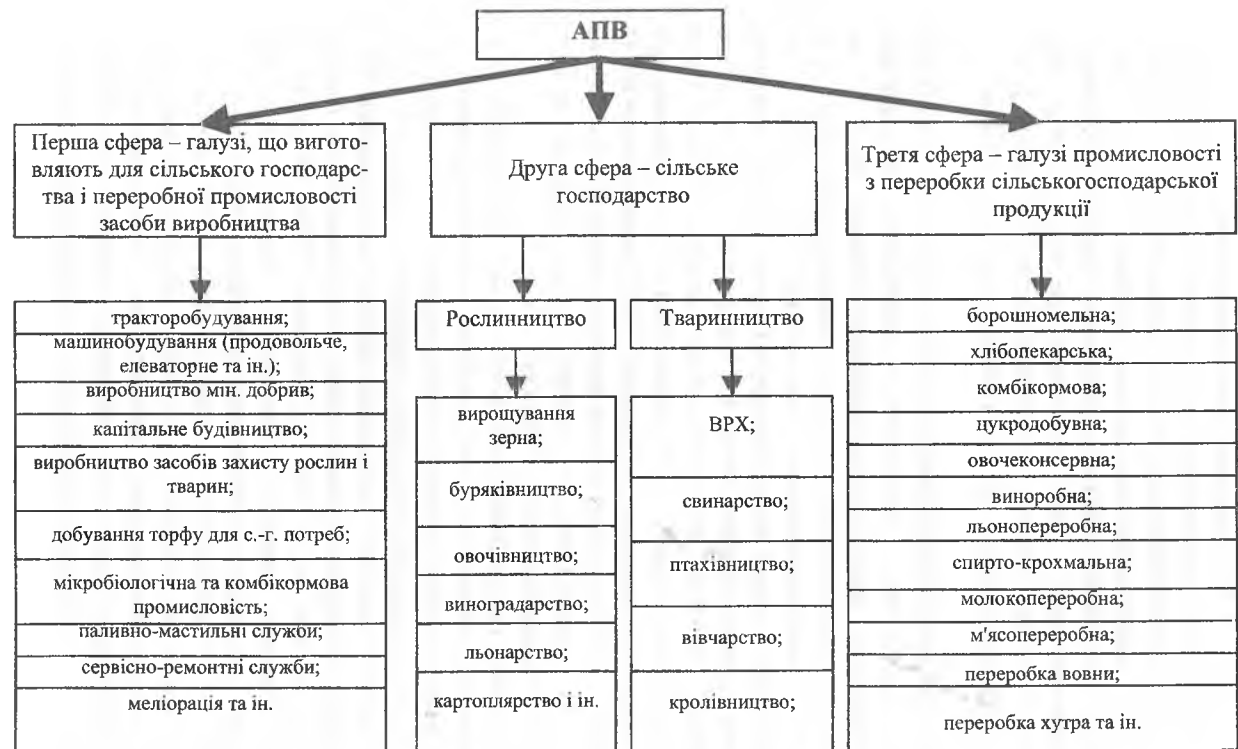 АПВ
Перша сфера – галузі, що вигото-
вляють для сільського господарс-
тва і переробної промисловості
засоби виробництва
Друга сфера – сільське
господарство
Третя сфера – галузі промисловості
з переробки сільськогосподарської
продукції
тракторобудування;
машинобудування (продовольче,
елеваторне та ін.);
виробництво мін. добрив;
капітальне будівництво;
виробництво засобів захисту рослин і
тварин;
добування торфу для с.-г. потреб;
мікробіологічна та комбікормова
промисловість;
паливно-мастильні служби;
сервісно-ремонтні служби;
меліорація та ін.
Рослинництво
вирощування
зерна;
буряківництво;
овочівництво;
виноградарство;
льонарство;
картоплярство і ін.
Тваринництво
ВРХ;
свинарство;
птахівництво;
вівчарство;
кролівництво;
борошномельна;
хлібопекарська;
комбікормова;
цукродобувна;
овочеконсервна;
виноробна;
льонопереробна;
спирто-крохмальна;
молокопереробна;
м'ясопереробна;
переробка вовни;
переробка хутра та ін.